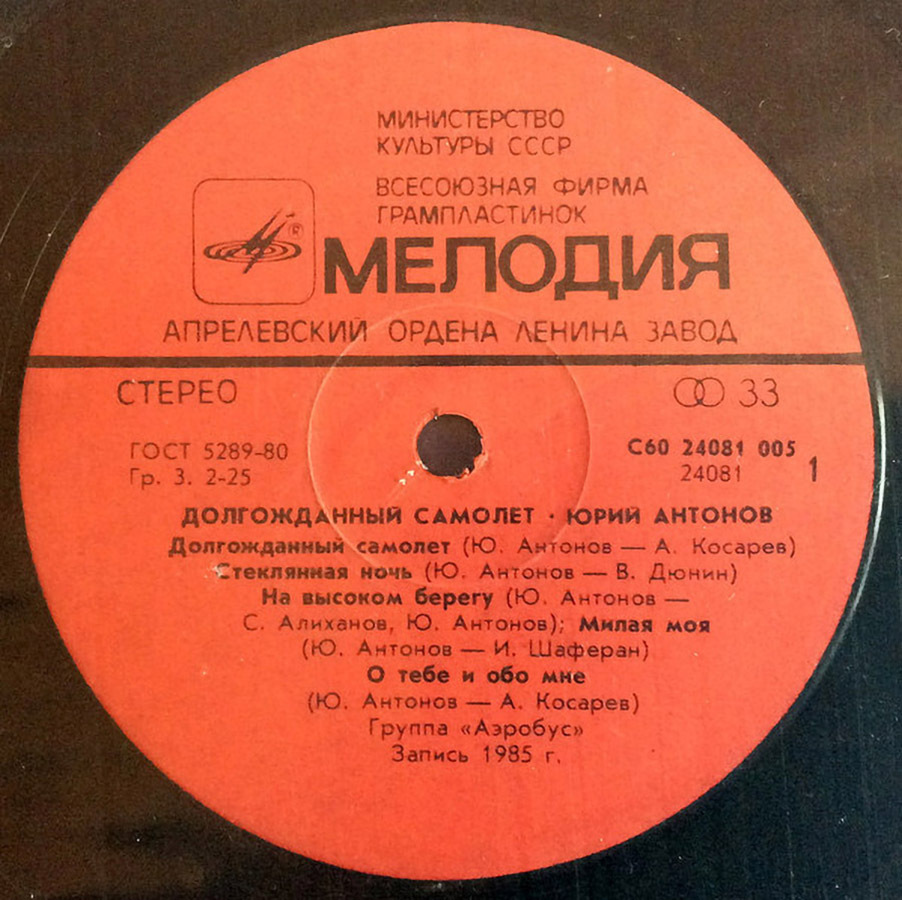 МИНИСТЕРСТВО
КУЛЬТУРЫ СССР
ВСЕСОЮЗНАЯ ФИРМА
ГРАМПЛАСТИНОК
®
МЕЛОДИЯ
АПРЕЛЕВСКИЙ ОРДЕНА ЛЕНИНА ЗАВОД
СТЕРЕО
33
ГОСТ 5289-80
Гр. 3. 2-25
С60 24081 005
24081 1
ДОЛГОЖДАННЫЙ САМОЛЕТ · ЮРИЙ АНТОНОВ
Долгожданный самолет (Ю. Антонов — А. Косарев)
Стеклянная ночь (Ю. Антонов — В. Дюнин)
На высоком берегу (Ю. Антонов —
С. Алиханов, Ю. Антонов); Милая моя
(Ю. Антонов — И. Шаферан)
О тебе и обо мне
(Ю. Антонов — А. Косарев)
Группа «Аэробус»
Запись 1985 г.